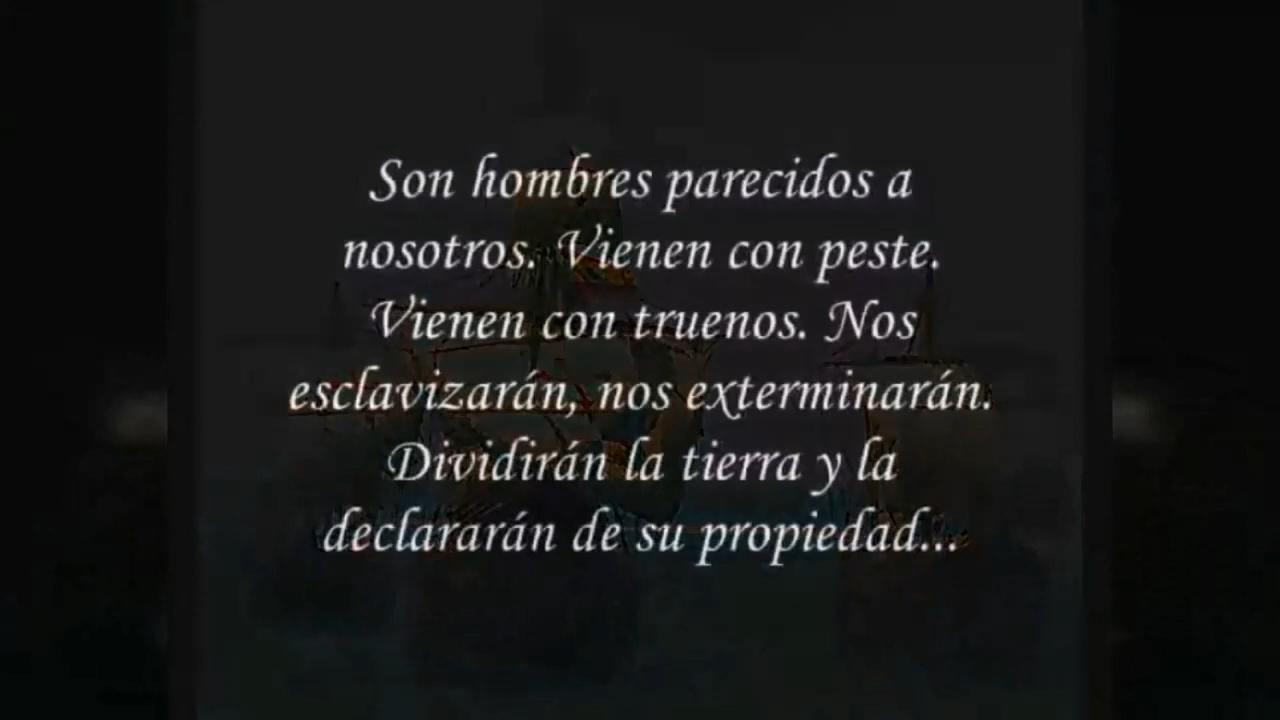 Son hombres parecidos a
nosotros. Vienen con peste.
Vienen con truenos. Nos
esclavizarán, nos exterminarán.
Dividirán la tierra y la
declararán de su propiedad...